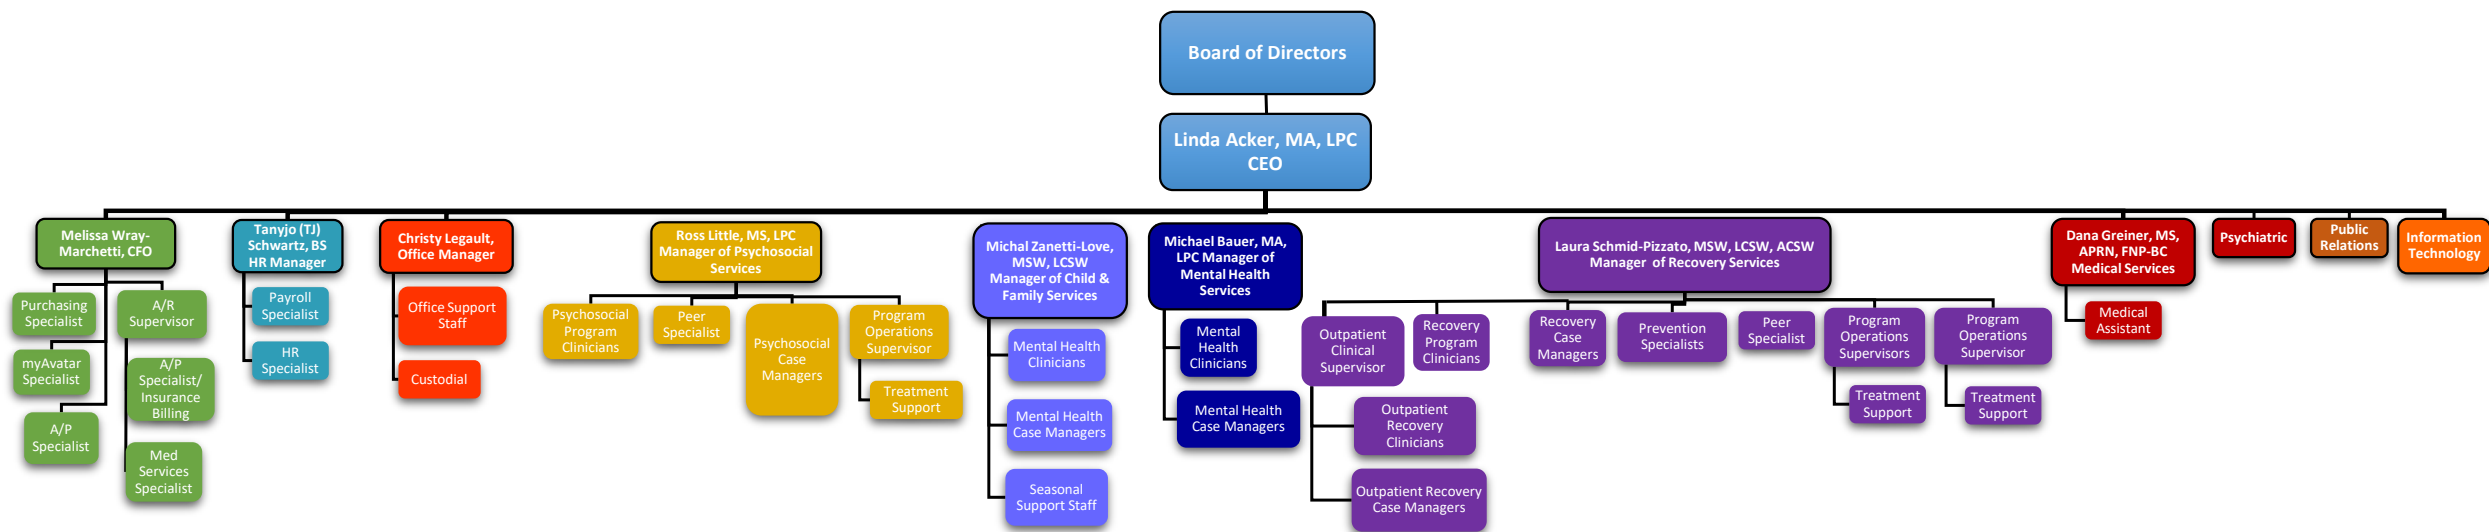 Board of Directors
Linda Acker, MA, LPC
CEO
Melissa Wray-
Marchetti, CFO
Purchasing
Specialist
A/R
Supervisor
myAvatar
Specialist
A/P
Specialist/
Insurance
Billing
A/P
Specialist
Med
Services
Specialist
Tanyjo (TJ)
Schwartz, BS
HR Manager
Payroll
Specialist
HR
Specialist
Christy Legault,
Office Manager
Office Support
Staff
Custodial
Ross Little, MS, LPC
Manager of Psychosocial
Services
Psychosocial
Program
Clinicians
Peer
Specialist
Psychosocial Case
Managers
Program
Operations
Supervisor
Treatment
Support
Michal Zanetti-Love,
MSW, LCSW
Manager of Child &
Family Services
Mental Health
Clinicians
Mental Health
Case Managers
Seasonal
Support Staff
Michael Bauer, MA,
LPC Manager of
Mental Health
Services
Mental
Health
Clinicians
Mental Health
Case Managers
Laura Schmid-Pizzato, MSW, LCSW, ACSW
Manager of Recovery Services
Outpatient
Clinical
Supervisor
Recovery
Program
Clinicians
Recovery
Case
Managers
Prevention
Specialists
Peer
Specialist
Program
Operations
Supervisors
Program
Operations
Supervisor
Outpatient
Recovery
Clinicians
Outpatient Recovery
Case Managers
Treatment
Support
Treatment
Support
Dana Greiner, MS,
APRN, FNP-BC
Medical Services
Medical
Assistant
Psychiatric
Public
Relations
Information
Technology